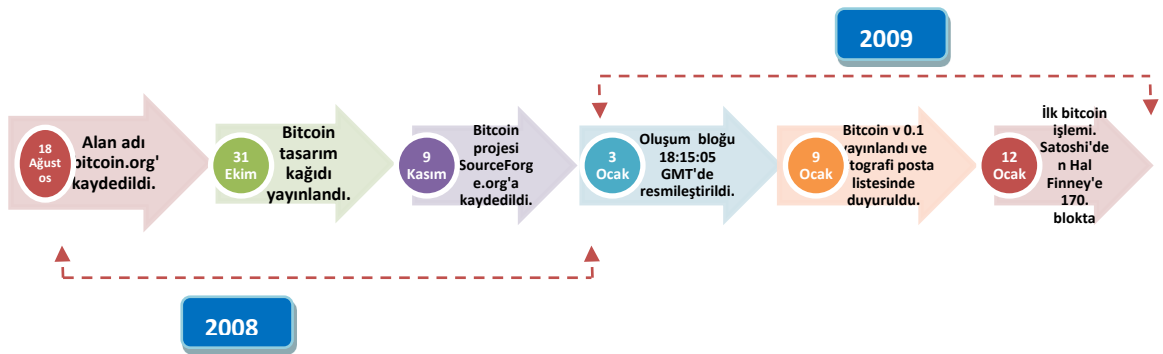 2009
18
Ağust
os
Alan adı
bitcoin.org'
kaydedildi.
31
Ekim
Bitcoin
tasarım
kağıdı
yayınlandı.
9
Kasım
Bitcoin
projesi
SourceForg
e.org'a
kaydedildi.
3
Ocak
Oluşum bloğu
18:15:05
GMT'de
resmileştirildi.
9
Ocak
Bitcoin v 0.1
yayınlandı ve
tografi posta
listesinde
duyuruldu.
12
Ocak
İlk bitcoin
işlemi.
Satoshi'de
n Hal
Finney'e
170.
blokta
2008